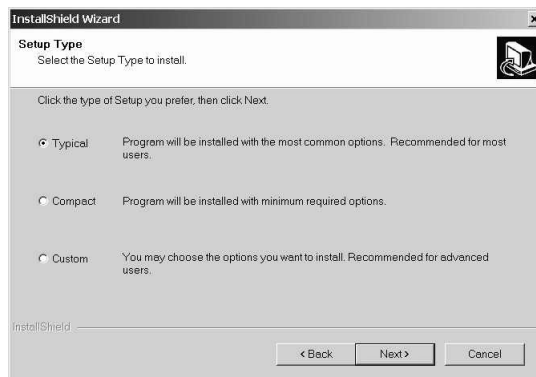 InstallShield Wizard
Setup Type
Select the Setup Type to install.
Click the type of Setup you prefer, then click Next.
Typical Program will be installed with the most common options. Recommended for most
users.
Compact Program will be installed with minimum required options.
Custom You may choose the options you want to install. Recommended for advanced
users.
InstallShield
< Back Next > Cancel